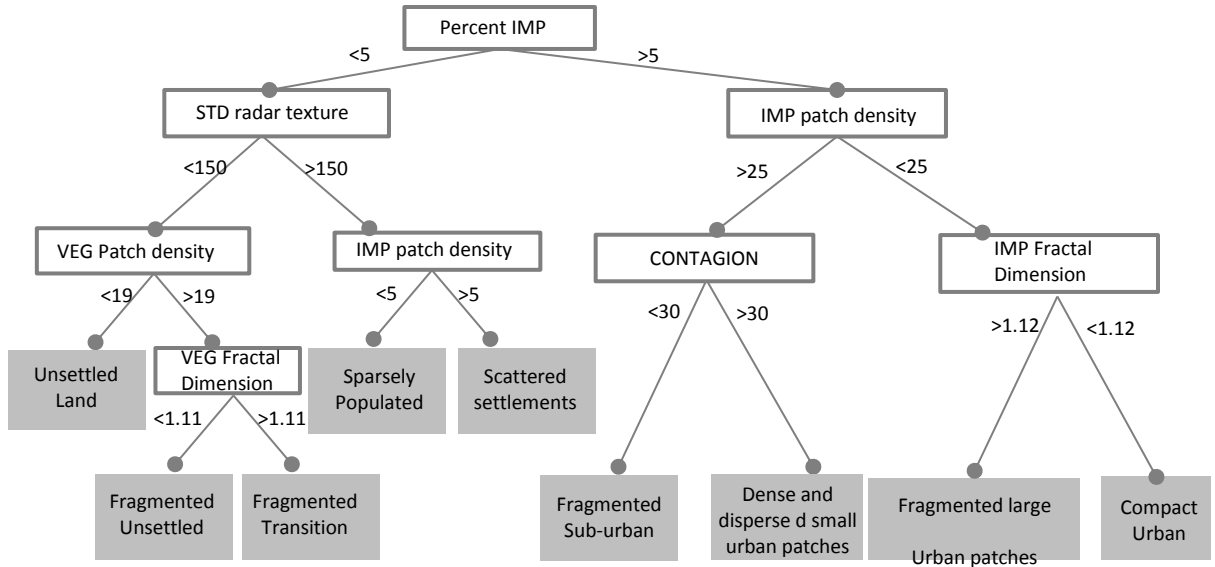 Percent IMP
<5
>5
STD radar texture
IMP patch density
<150
>150
>25
<25
VEG Patch density
IMP patch density
CONTAGION
IMP Fractal
Dimension
<19
>19
<5
>5
<30
>30
>1.12
<1.12
Unsettled
Land
VEG Fractal
Dimension
Sparsely
Populated
Scattered
settlements
<1.11
>1.11
Fragmented
Unsettled
Fragmented
Transition
Fragmented
Sub-urban
Dense and
disperse d small
urban patches
Fragmented large
Urban patches
Compact
Urban